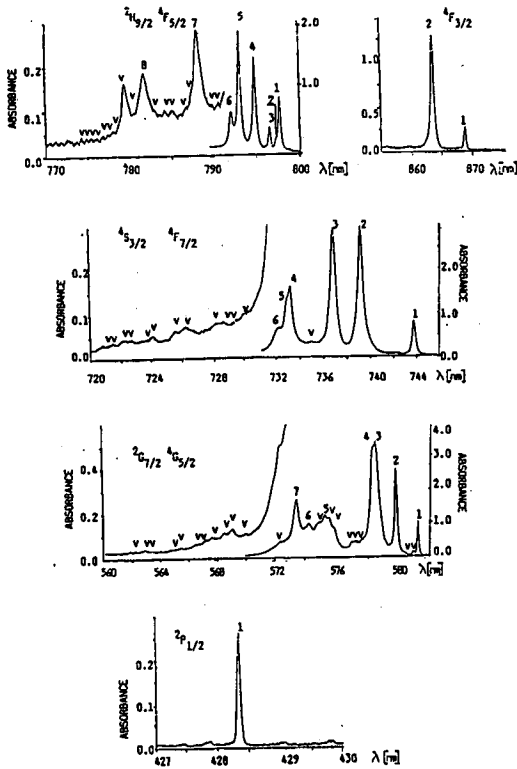 ²H₉/₂ ⁴F₅/₂ 7 5 2.0 2 ⁴F₃/₂
ABSORBANCE 0.2 0.1 0.0 V 8 V V V V V V V V V V V 4 6 2 3 1 1.0 1.0 0.5 0.0 1
770 780 790 800 λ[nm] 860 870 λ[nm]
⁴S₃/₂ ⁴F₇/₂ 3 2
ABSORBANCE 0.2 0.1 0.0 V V V V V V V V V V V V 6 5 4 V 1 2.0 1.0 0.0 ABSORBANCE
720 724 728 732 736 740 744 λ[nm]
²G₇/₂ ⁴G₅/₂ 4 3 2 4.0
ABSORBANCE 0.4 0.2 0.0 V V V V V V V V V V V 7 6 V 5 V V V V V V V 1 3.0 2.0 1.0 0.0 ABSORBANCE
560 564 568 572 576 580 λ[nm]
²P₁/₂ 1
ABSORBANCE 0.2 0.1 0.0
427 428 429 430 λ[nm]